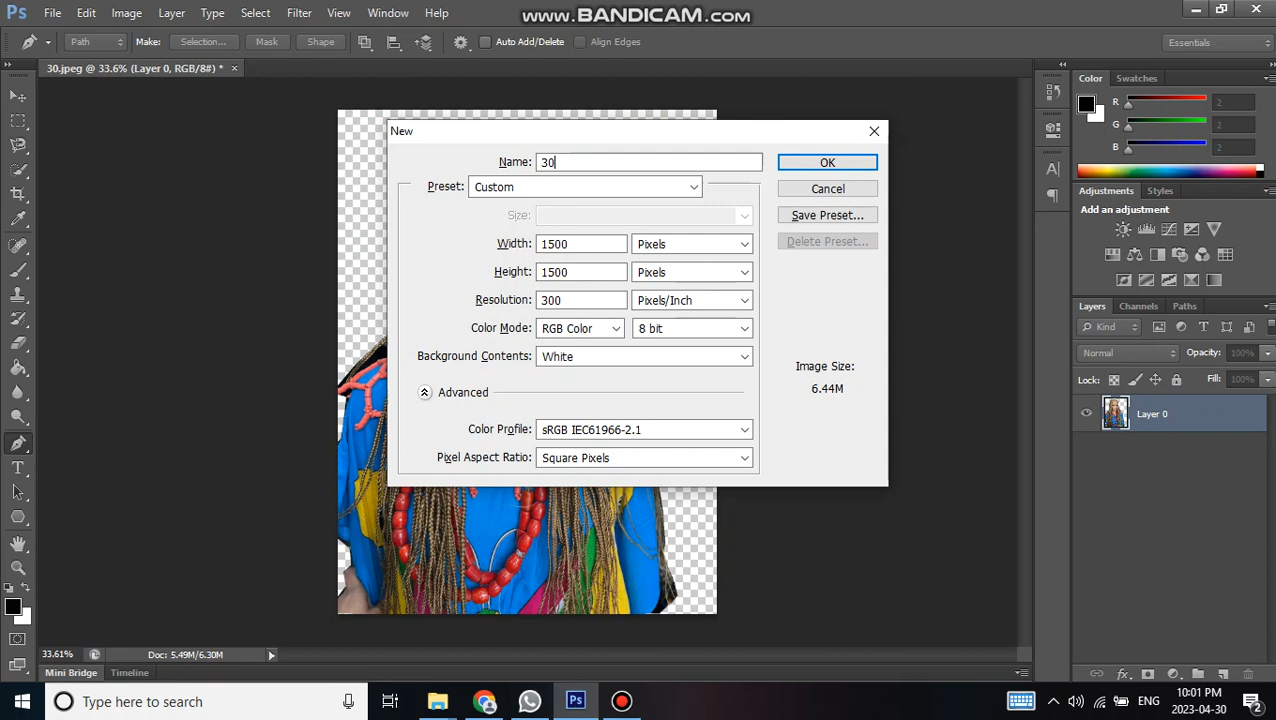 www.BANDICAM.com
Ps File Edit Image Layer Type Select Filter View Window Help
Path Make: Selection... Mask Shape Auto Add/Delete Align Edges Essentials
30.jpeg @ 33.6% (Layer 0, RGB/8#) * ×
New
Name: 30
OK
Preset: Custom
Cancel
Size:
Save Preset...
Width: 1500 Pixels
Delete Preset...
Height: 1500 Pixels
Resolution: 300 Pixels/Inch
Color Mode: RGB Color 8 bit
Background Contents: White
Image Size:
6.44M
Advanced
Color Profile: sRGB IEC61966-2.1
Pixel Aspect Ratio: Square Pixels
Color Swatches
R 2
G 2
B 2
Adjustments Styles
Add an adjustment
Layers Channels Paths
Kind
Normal Opacity: 100%
Lock: Fill: 100%
Layer 0
33.61% Doc: 5.49M/6.30M
Mini Bridge Timeline
Type here to search
Ps
ENG
10:01 PM
2023-04-30
2